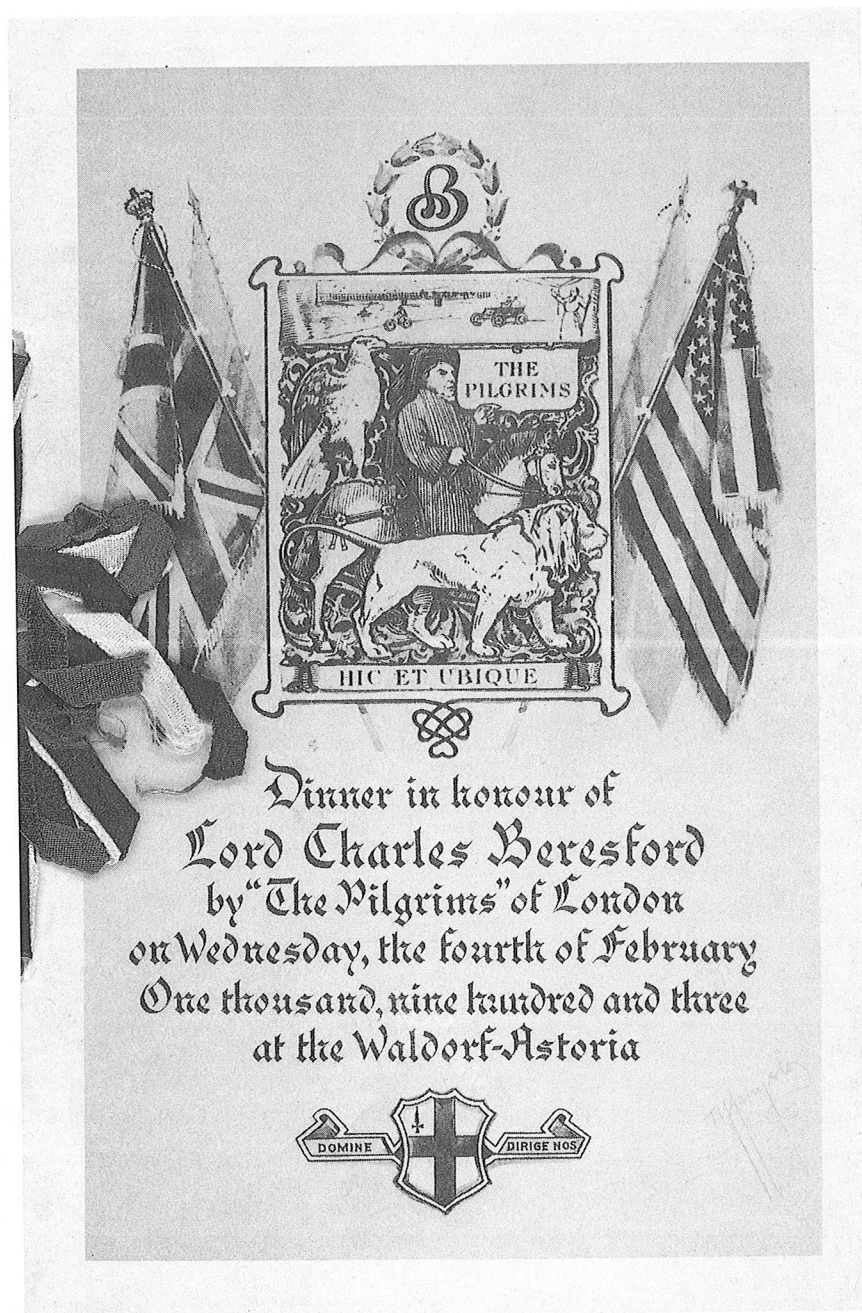 B
THE
PILGRIMS
HIC ET UBIQUE
Dinner in honour of
Lord Charles Beresford
by "The Pilgrims" of London
on Wednesday, the fourth of February
One thousand, nine hundred and three
at the Waldorf-Astoria
DOMINE DIRIGE NOS